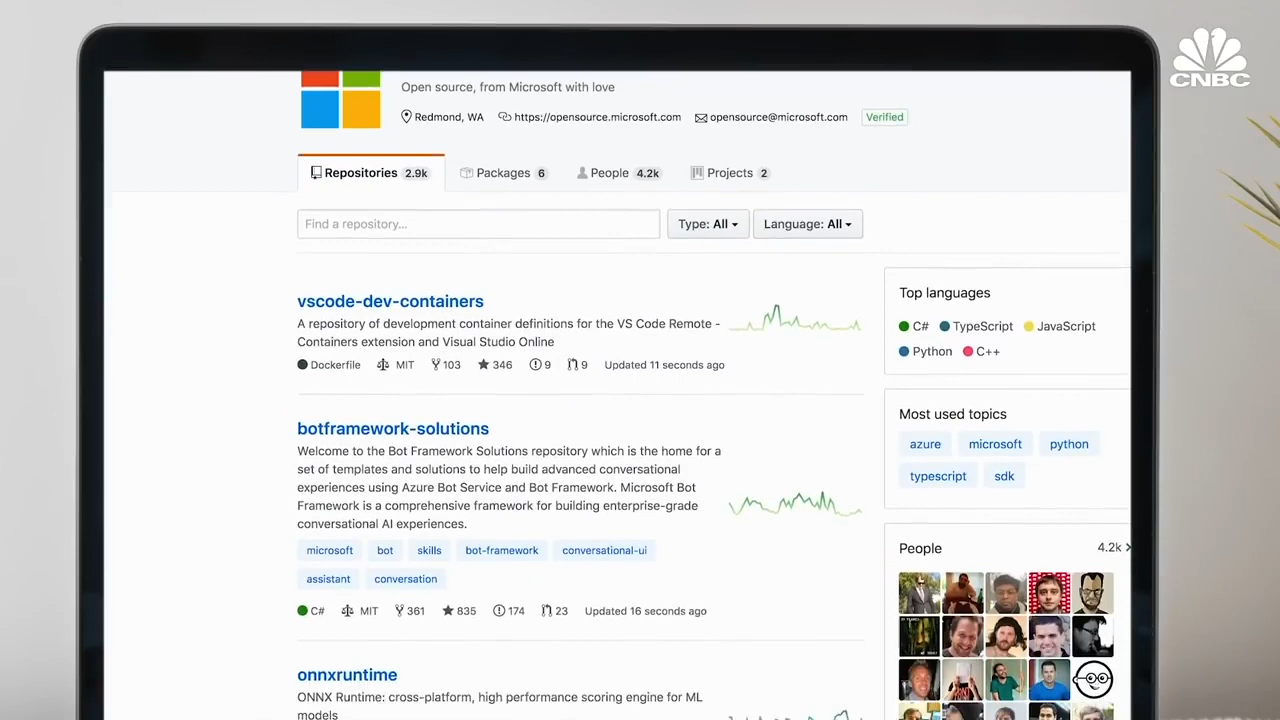 CNBC
Open source, from Microsoft with love
Redmond, WA https://opensource.microsoft.com opensource@microsoft.com Verified
Repositories 2.9k Packages 6 People 4.2k Projects 2
Find a repository... Type: All Language: All
vscode-dev-containers
A repository of development container definitions for the VS Code Remote -
Containers extension and Visual Studio Online
Dockerfile MIT 103 346 9 9 Updated 11 seconds ago
botframework-solutions
Welcome to the Bot Framework Solutions repository which is the home for a
set of templates and solutions to help build advanced conversational
experiences using Azure Bot Service and Bot Framework. Microsoft Bot
Framework is a comprehensive framework for building enterprise-grade
conversational AI experiences.
microsoft bot skills bot-framework conversational-ui
assistant conversation
C# MIT 361 835 174 23 Updated 16 seconds ago
onnxruntime
ONNX Runtime: cross-platform, high performance scoring engine for ML
models
Top languages
C# TypeScript JavaScript
Python C++
Most used topics
azure microsoft python
typescript sdk
People 4.2k